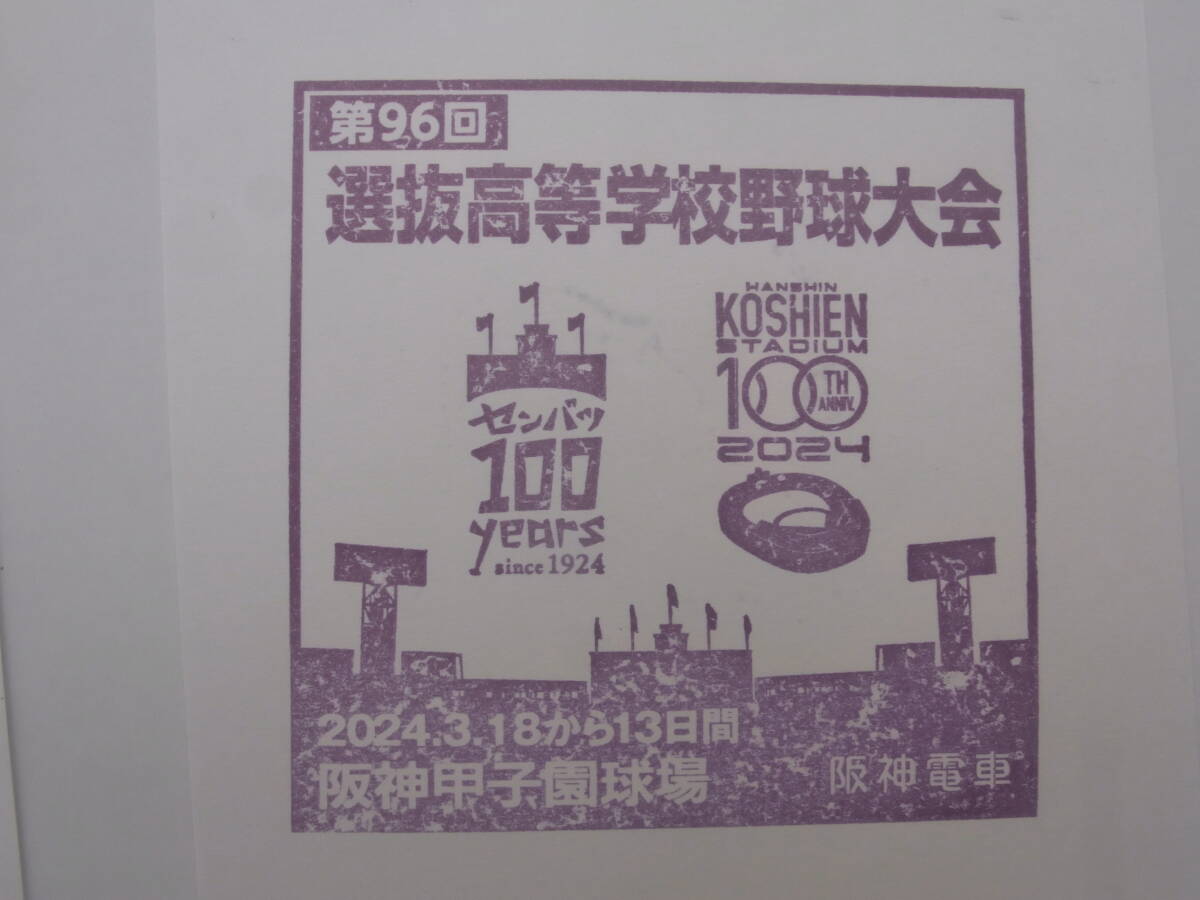 第96回
選抜高等学校野球大会
センバツ
100
years
since 1924
HANSHIN
KOSHIEN
STADIUM
100TH
ANNIV.
2024
2024.3.18から13日間
阪神甲子園球場
阪神電車